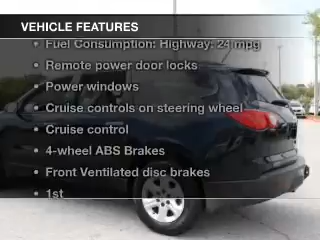 VEHICLE FEATURES
• Fuel Consumption: Highway: 24 mpg
• Remote power door locks
• Power windows
• Cruise controls on steering wheel
• Cruise control
• 4-wheel ABS Brakes
• Front Ventilated disc brakes
• 1st